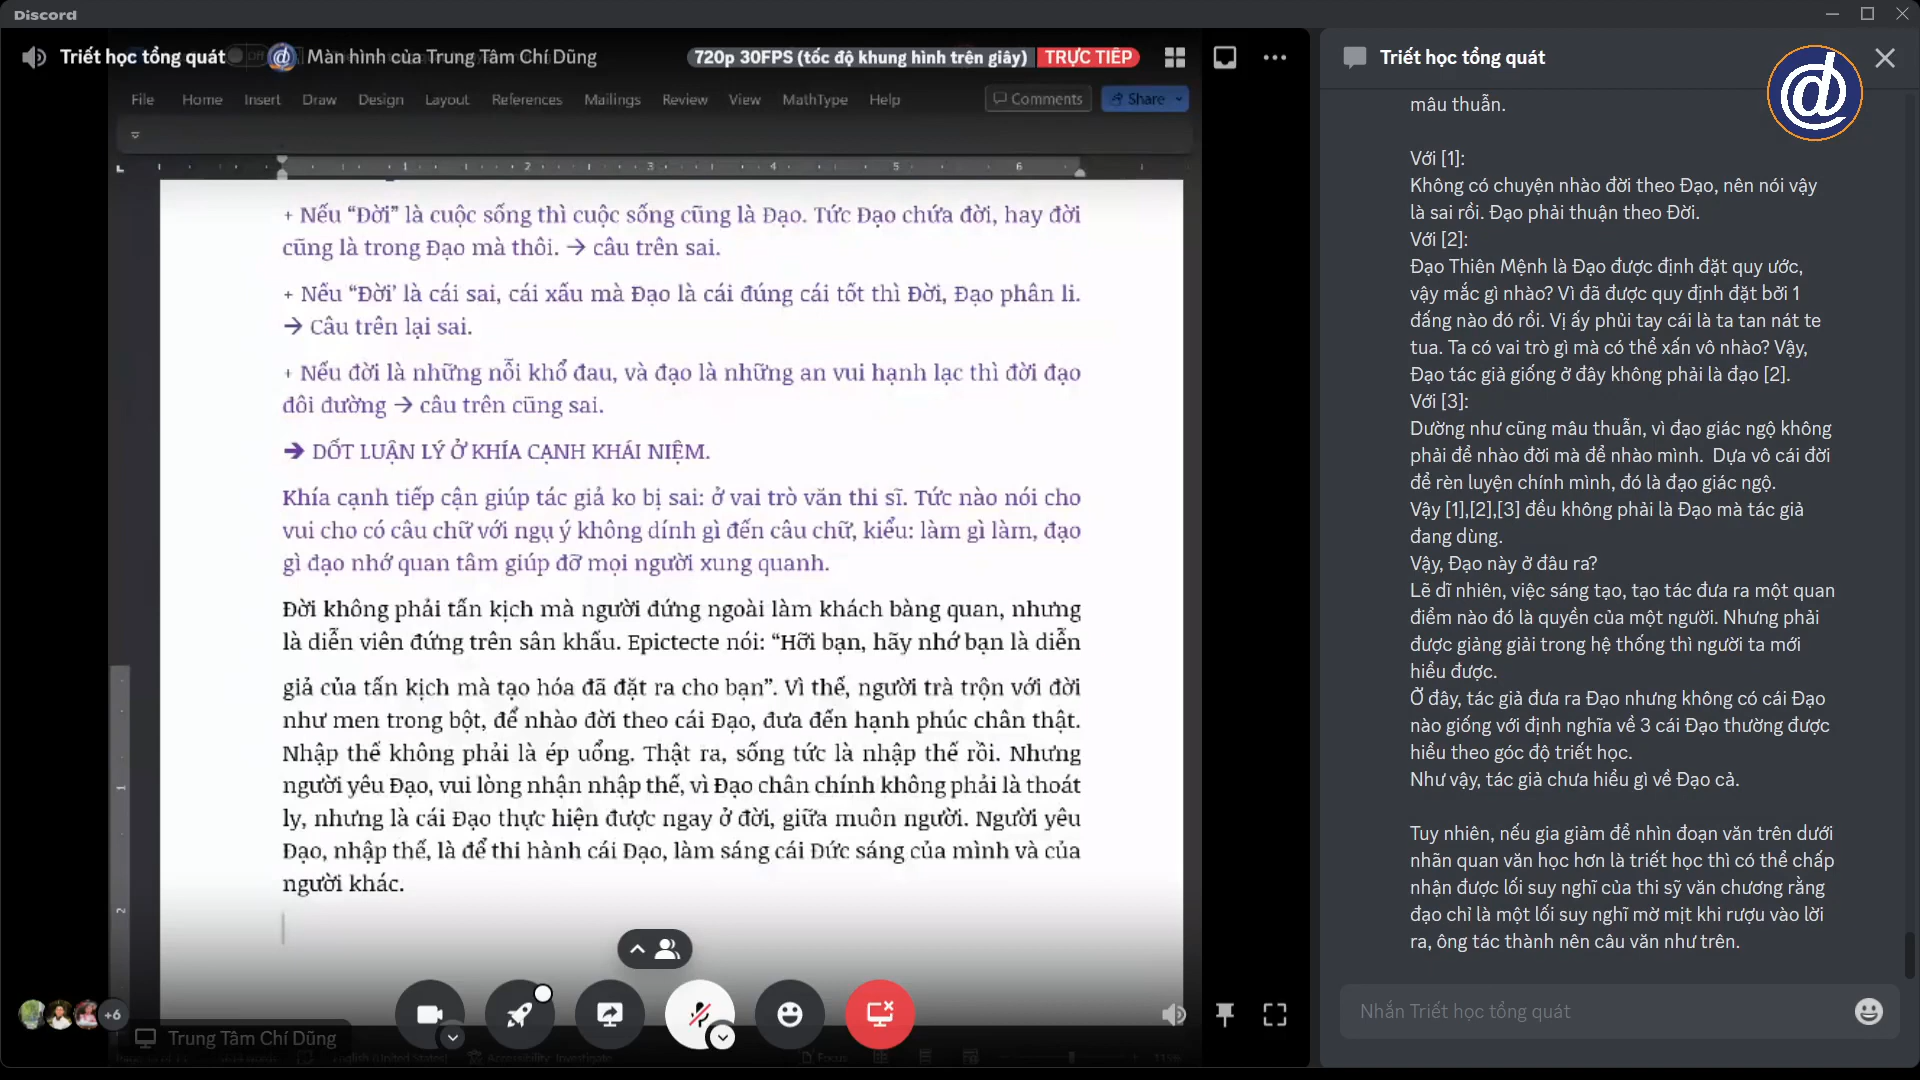 Discord
Triết học tổng quát
Off
Màn hình của Trung Tâm Chí Dũng
720p 30FPS (tốc độ khung hình trên giây)
TRỰC TIẾP
File Home Insert Draw Design Layout References Mailings Review View MathType Help
Comments
Share
1 2 3 4 5 6
+ Nếu “Đời” là cuộc sống thì cuộc sống cũng là Đạo. Tức Đạo chứa đời, hay đời
cũng là trong Đạo mà thôi. → câu trên sai.
+ Nếu “Đời’ là cái sai, cái xấu mà Đạo là cái đúng cái tốt thì Đời, Đạo phân li.
→ Câu trên lại sai.
+ Nếu đời là những nỗi khổ đau, và đạo là những an vui hạnh lạc thì đời đạo
đôi đường → câu trên cũng sai.
➔ DỐT LUẬN LÝ Ở KHÍA CẠNH KHÁI NIỆM.
Khía cạnh tiếp cận giúp tác giả ko bị sai: ở vai trò văn thi sĩ. Tức nào nói cho
vui cho có câu chữ với ngụ ý không dính gì đến câu chữ, kiểu: làm gì làm, đạo
gì đạo nhớ quan tâm giúp đỡ mọi người xung quanh.
Đời không phải tấn kịch mà người đứng ngoài làm khách bàng quan, nhưng
là diễn viên đứng trên sân khấu. Epictecte nói: “Hỡi bạn, hãy nhớ bạn là diễn
giả của tấn kịch mà tạo hóa đã đặt ra cho bạn”. Vì thế, người trà trộn với đời
như men trong bột, để nhào đời theo cái Đạo, đưa đến hạnh phúc chân thật.
Nhập thế không phải là ép uổng. Thật ra, sống tức là nhập thế rồi. Nhưng
người yêu Đạo, vui lòng nhận nhập thế, vì Đạo chân chính không phải là thoát
ly, nhưng là cái Đạo thực hiện được ngay ở đời, giữa muôn người. Người yêu
Đạo, nhập thế, là để thi hành cái Đạo, làm sáng cái Đức sáng của mình và của
người khác.
1
2
+6
Trung Tâm Chí Dũng
English (United States)
Accessibility: Investigate
Focus
115%
Triết học tổng quát
mâu thuẫn.
Với [1]:
Không có chuyện nhào đời theo Đạo, nên nói vậy
là sai rồi. Đạo phải thuận theo Đời.
Với [2]:
Đạo Thiên Mệnh là Đạo được định đặt quy ước,
vậy mắc gì nhào? Vì đã được quy định đặt bởi 1
đấng nào đó rồi. Vị ấy phủi tay cái là ta tan nát te
tua. Ta có vai trò gì mà có thể xấn vô nhào? Vậy,
Đạo tác giả giống ở đây không phải là đạo [2].
Với [3]:
Dường như cũng mâu thuẫn, vì đạo giác ngộ không
phải để nhào đời mà để nhào mình. Dựa vô cái đời
để rèn luyện chính mình, đó là đạo giác ngộ.
Vậy [1],[2],[3] đều không phải là Đạo mà tác giả
đang dùng.
Vậy, Đạo này ở đâu ra?
Lẽ dĩ nhiên, việc sáng tạo, tạo tác đưa ra một quan
điểm nào đó là quyền của một người. Nhưng phải
được giảng giải trong hệ thống thì người ta mới
hiểu được.
Ở đây, tác giả đưa ra Đạo nhưng không có cái Đạo
nào giống với định nghĩa về 3 cái Đạo thường được
hiểu theo góc độ triết học.
Như vậy, tác giả chưa hiểu gì về Đạo cả.
Tuy nhiên, nếu gia giảm để nhìn đoạn văn trên dưới
nhãn quan văn học hơn là triết học thì có thể chấp
nhận được lối suy nghĩ của thi sỹ văn chương rằng
đạo chỉ là một lối suy nghĩ mờ mịt khi rượu vào lời
ra, ông tác thành nên câu văn như trên.
Nhắn Triết học tổng quát